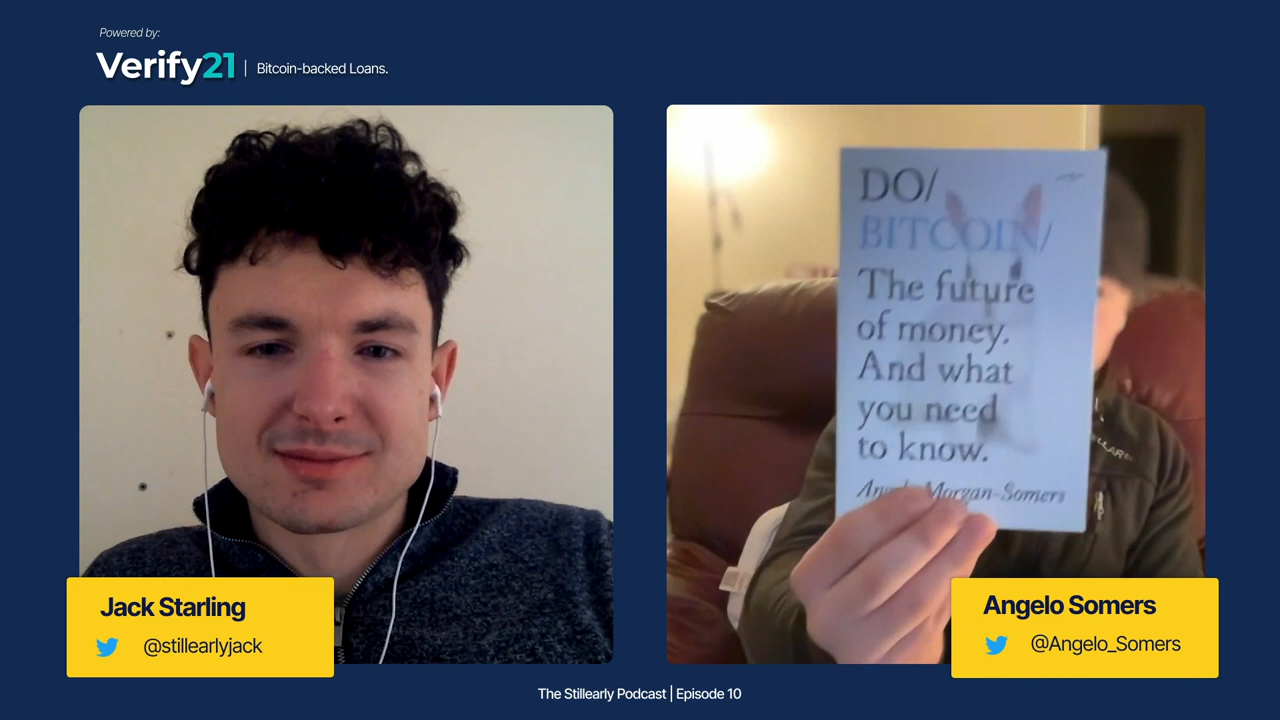 Powered by:
Verify21 | Bitcoin-backed Loans.
DO/
BITCOIN/
The future
of money.
And what
you need
to know.
Morgan-Somers
Jack Starling
@stillearlyjack
Angelo Somers
@Angelo_Somers
The Stillearly Podcast | Episode 10